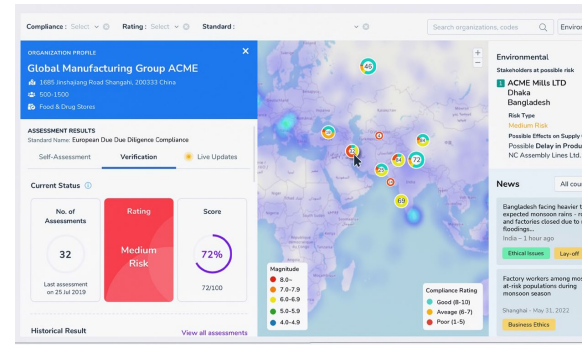 Compliance: Select
Rating: Select
Standard:
Search organizations, codes
Environ
ORGANIZATION PROFILE
Global Manufacturing Group ACME
1685 Jinshajiang Road Shangahi, 200333 China
500-1500
Food & Drug Stores
ASSESSMENT RESULTS
Standard Name: European Due Due Diligence Compliance
Self-Assessment
Verification
Live Updates
Current Status
No. of
Assessments
32
Last assessment
on 25 Jul 2019
Rating
Medium
Risk
Score
72%
72/100
Historical Result
View all assessments
46
72
69
Magnitude
8.0~
7.0-7.9
6.0-6.9
5.0-5.9
4.0-4.9
Compliance Rating
Good (8-10)
Aveage (6-7)
Poor (1-5)
Environmental
Stakeholders at possible risk
1 ACME Mills LTD
Dhaka
Bangladesh
Risk Type
Medium Risk
Possible Effects on Supply
Possible Delay in Produ
NC Assembly Lines Ltd.
News
All cou
Bangladesh facing heavier t
expected monsoon rains - r
and factories closed due to
floodings...
India - 1 hour ago
Ethical Issues
Lay-off
Factory workers among mos
at-risk populations during
monsoon season
Shanghai - May 31, 2022
Business Ethics